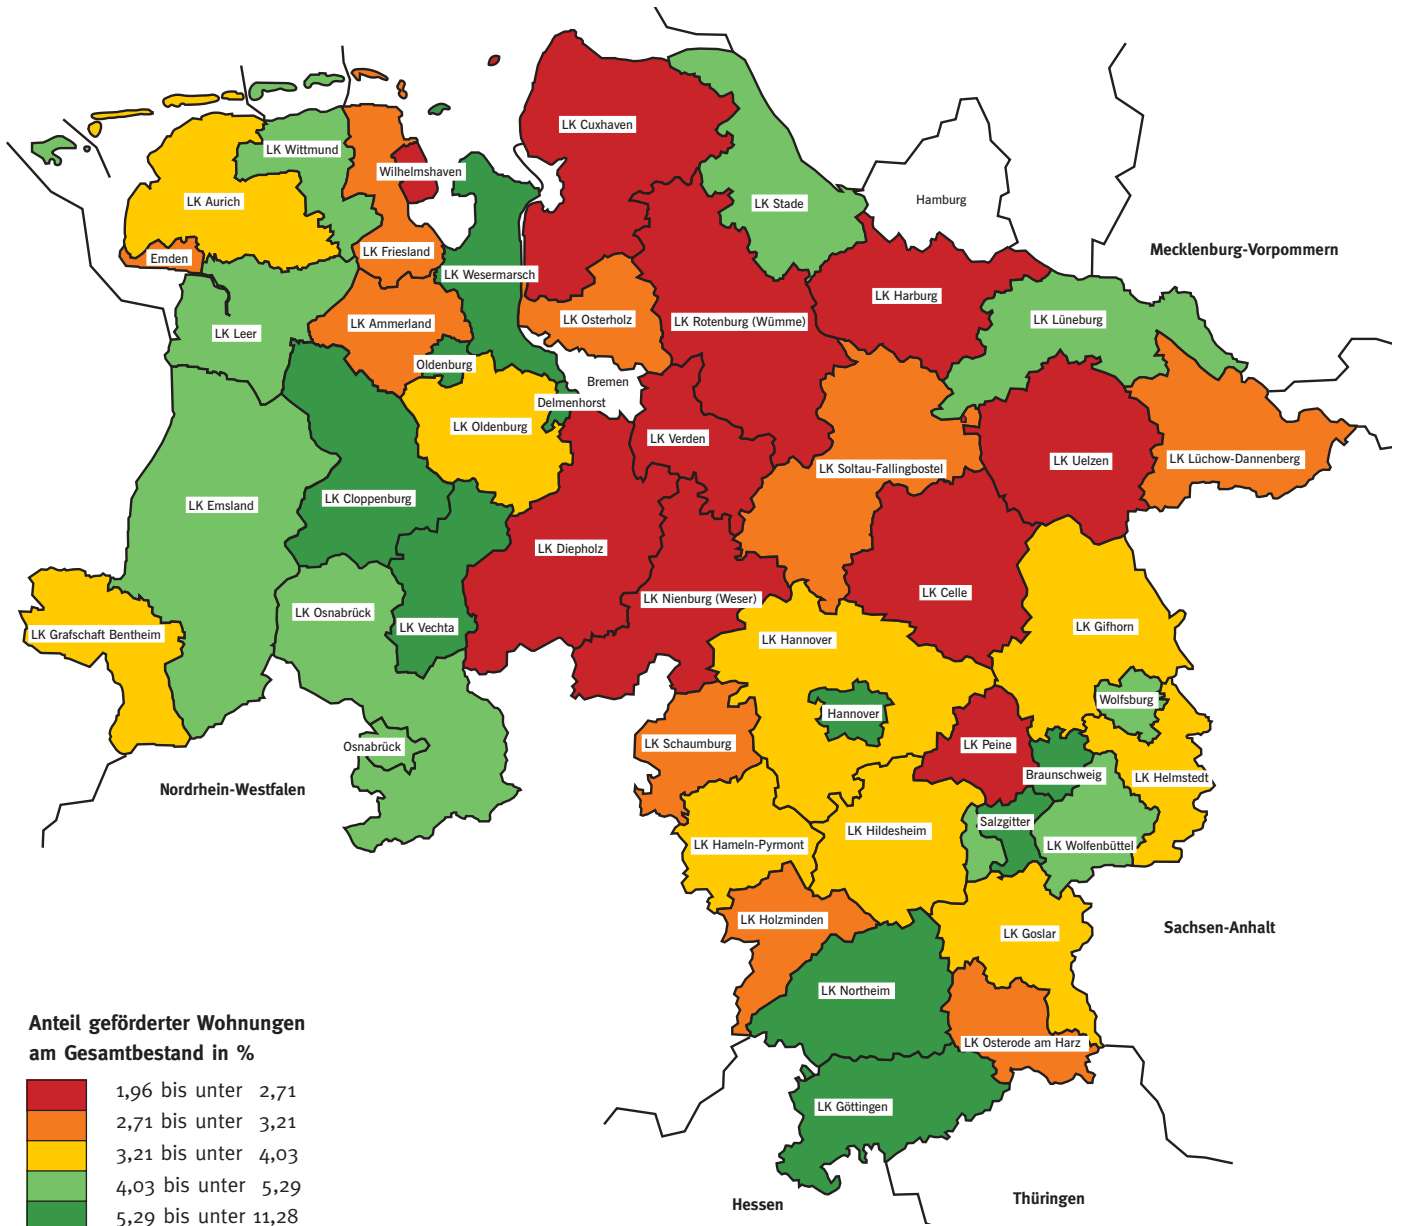 LK Cuxhaven
LK Wittmund
Wilhelmshaven
LK Aurich
LK Stade
Hamburg
Emden
LK Friesland
Mecklenburg-Vorpommern
LK Wesermarsch
LK Harburg
LK Ammerland
LK Osterholz
LK Rotenburg (Wümme)
LK Lüneburg
LK Leer
Oldenburg
Bremen
Delmenhorst
LK Oldenburg
LK Verden
LK Soltau-Fallingbostel
LK Uelzen
LK Lüchow-Dannenberg
LK Emsland
LK Cloppenburg
LK Diepholz
LK Celle
LK Nienburg (Weser)
LK Osnabrück
LK Vechta
LK Grafschaft Bentheim
LK Hannover
LK Gifhorn
Wolfsburg
Hannover
LK Schaumburg
LK Peine
Osnabrück
Braunschweig
LK Helmstedt
Nordrhein-Westfalen
Salzgitter
LK Hildesheim
LK Hameln-Pyrmont
LK Wolfenbüttel
LK Holzminden
LK Goslar
Sachsen-Anhalt
LK Northeim
LK Osterode am Harz
LK Göttingen
Hessen
Thüringen
Anteil geförderter Wohnungen
am Gesamtbestand in %
1,96 bis unter 2,71
2,71 bis unter 3,21
3,21 bis unter 4,03
4,03 bis unter 5,29
5,29 bis unter 11,28